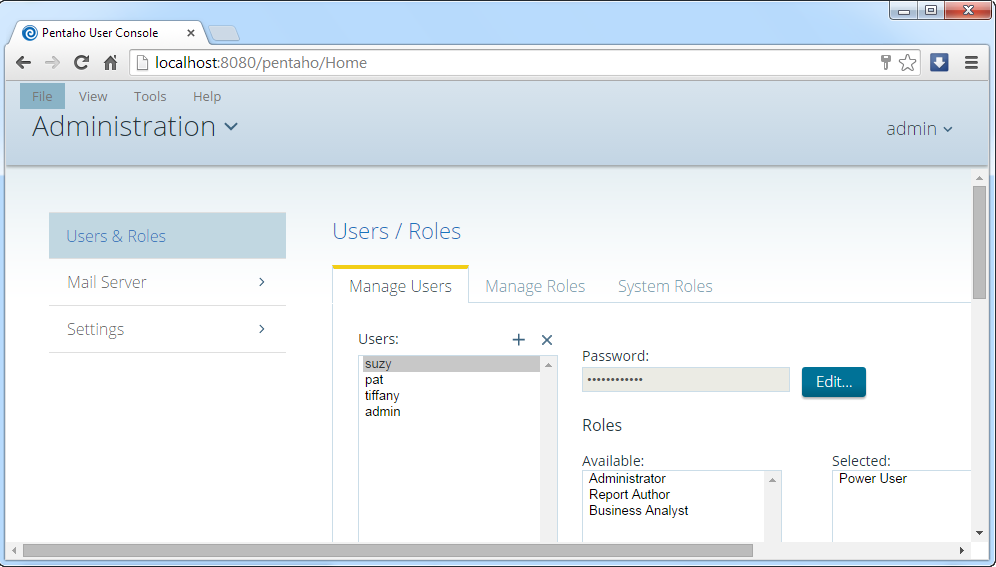 Pentaho User Console
localhost:8080/pentaho/Home
File View Tools Help
Administration
admin
Users & Roles
Mail Server
Settings
Users / Roles
Manage Users Manage Roles System Roles
Users:
suzy
pat
tiffany
admin
Password:
••••••••••••
Edit...
Roles
Available:
Administrator
Report Author
Business Analyst
Selected:
Power User